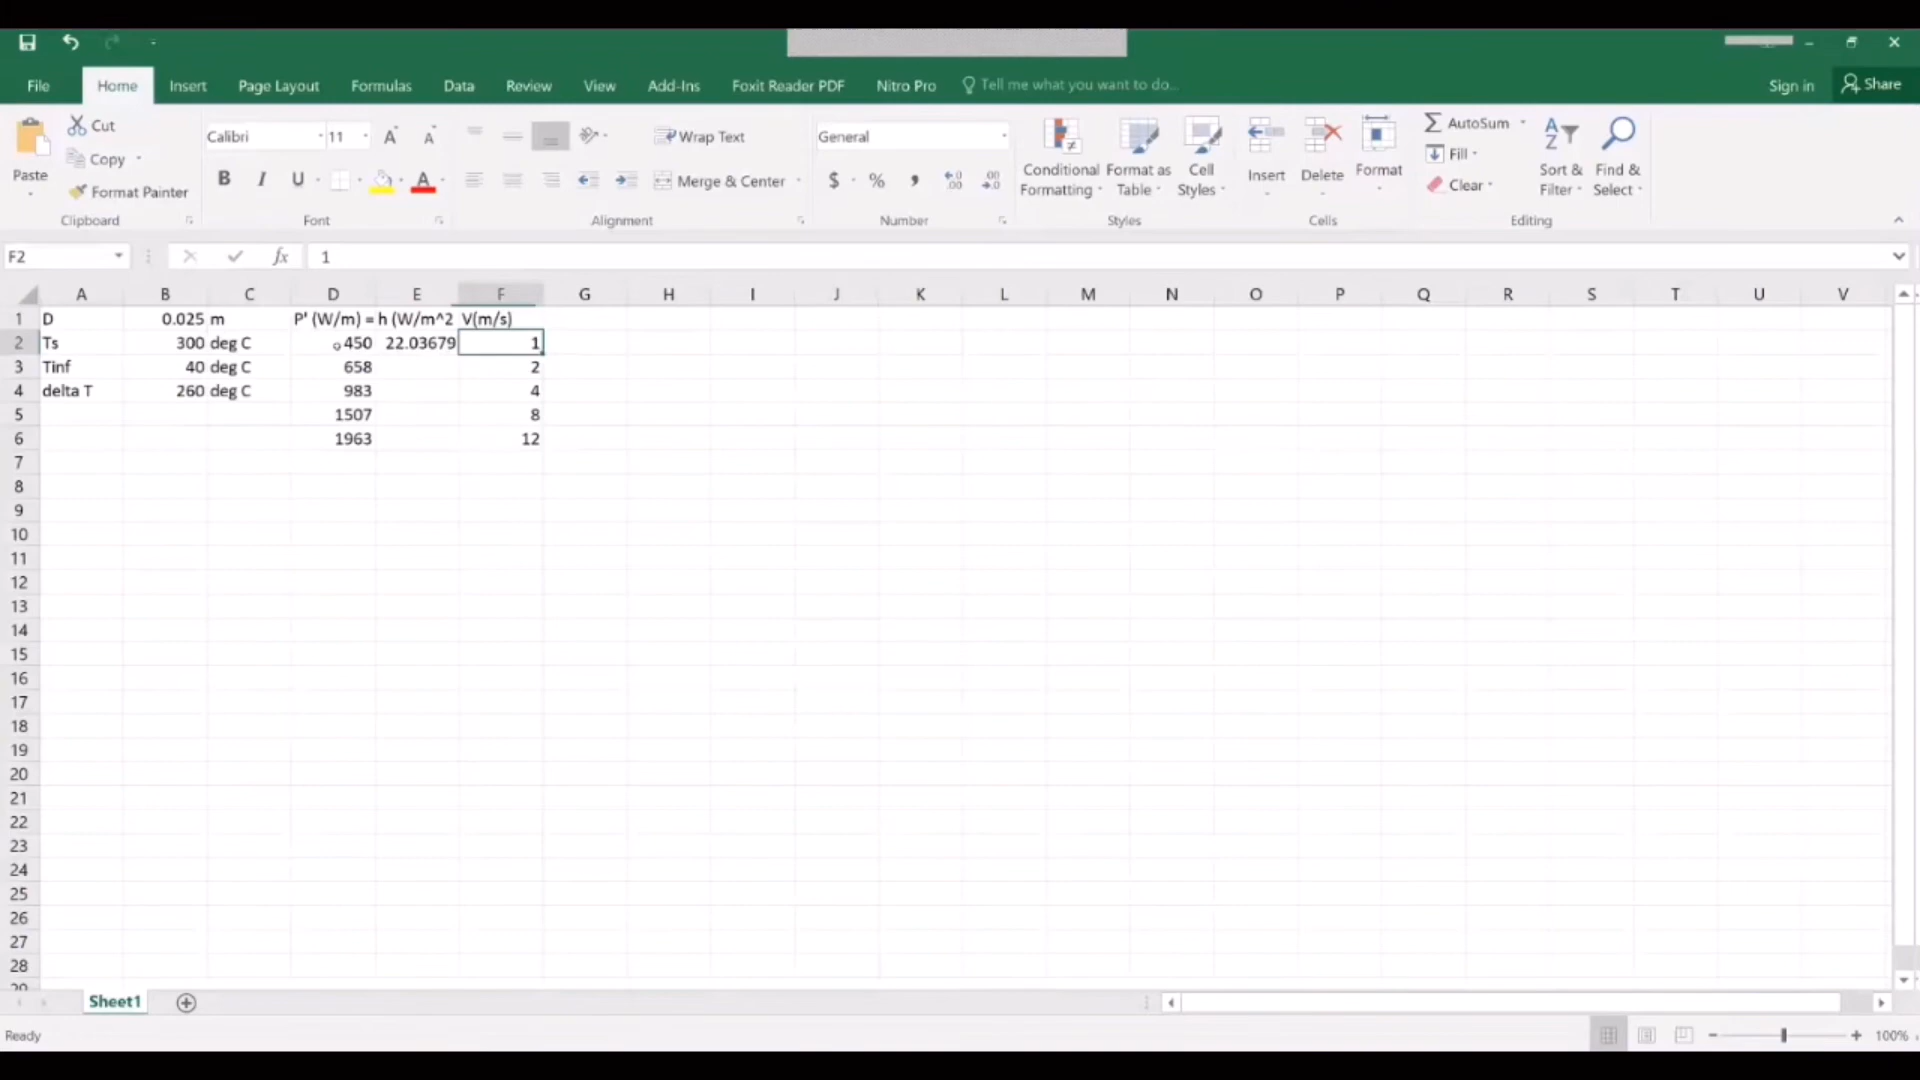 File Home Insert Page Layout Formulas Data Review View Add-Ins Foxit Reader PDF Nitro Pro Tell me what you want to do... Sign in Share
Paste
Cut
Copy
Format Painter
Clipboard
Calibri 11
B I U
Font
Wrap Text
Merge & Center
Alignment
General
$ % ,
Number
Conditional Formatting
Format as Table
Cell Styles
Styles
Insert Delete Format
Cells
AutoSum
Fill
Clear
Sort & Filter
Find & Select
Editing
F2 fx 1
A B C D E F G H I J K L M N O P Q R S T U V
1 D 0.025 m P' (W/m) = h (W/m^2 V(m/s)
2 Ts 300 deg C 450 22.03679 1
3 Tinf 40 deg C 658 2
4 delta T 260 deg C 983 4
5 1507 8
6 1963 12
7
8
9
10
11
12
13
14
15
16
17
18
19
20
21
22
23
24
25
26
27
28
29
Sheet1
Ready 100%